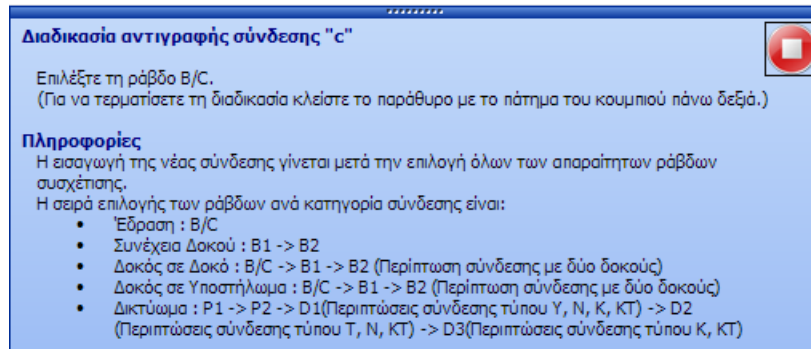 Διαδικασία αντιγραφής σύνδεσης "c"
Επιλέξτε τη ράβδο B/C.
(Για να τερματίσετε τη διαδικασία κλείστε το παράθυρο με το πάτημα του κουμπιού πάνω δεξιά.)
Πληροφορίες
Η εισαγωγή της νέας σύνδεσης γίνεται μετά την επιλογή όλων των απαραίτητων ράβδων
συσχέτισης.
Η σειρά επιλογής των ράβδων ανά κατηγορία σύνδεσης είναι:
• Έδραση : B/C
• Συνέχεια Δοκού : B1 -> B2
• Δοκός σε Δοκό : B/C -> B1 -> B2 (Περίπτωση σύνδεσης με δύο δοκούς)
• Δοκός σε Υποστήλωμα : B/C -> B1 -> B2 (Περίπτωση σύνδεσης με δύο δοκούς)
• Δικτύωμα : P1 -> P2 -> D1(Περιπτώσεις σύνδεσης τύπου Y, N, K, KT) -> D2
(Περιπτώσεις σύνδεσης τύπου T, N, KT) -> D3(Περιπτώσεις σύνδεσης τύπου K, KT)